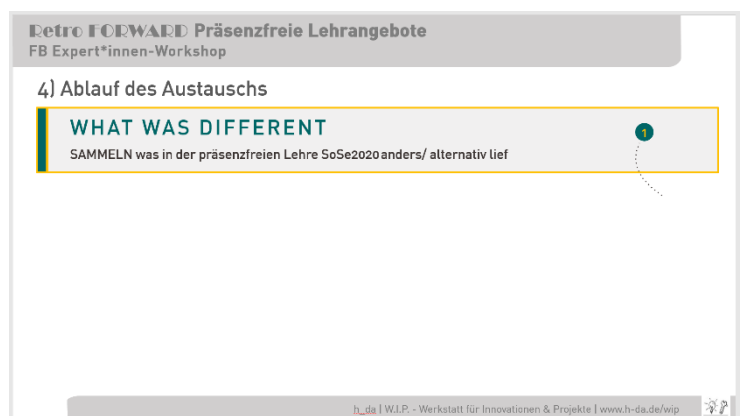 Retro FORWARD Präsenzfreie Lehrangebote
FB Expert*innen-Workshop
4) Ablauf des Austauschs
WHAT WAS DIFFERENT
1
SAMMELN was in der präsenzfreien Lehre SoSe2020 anders/ alternativ lief
h_da | W.I.P. - Werkstatt für Innovationen & Projekte | www.h-da.de/wip